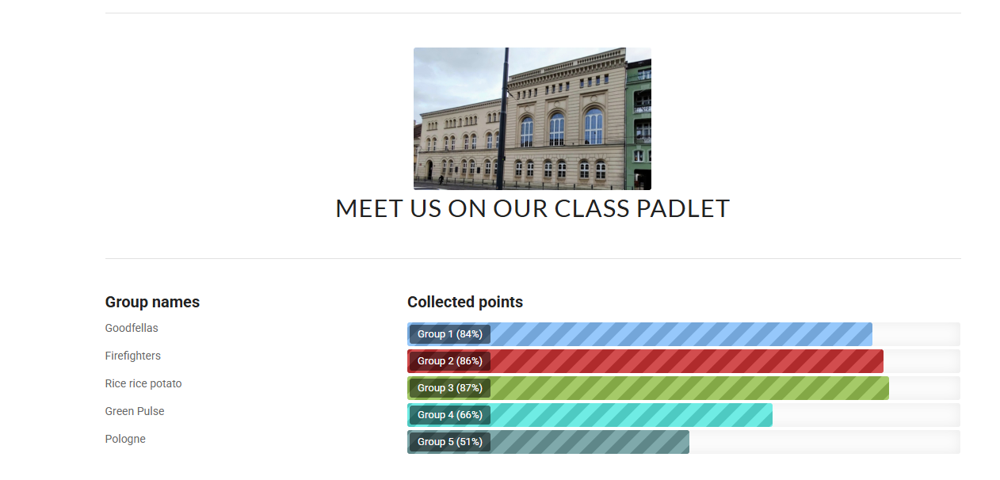 MEET US ON OUR CLASS PADLET
Group names
Goodfellas
Firefighters
Rice rice potato
Green Pulse
Pologne
Collected points
Group 1 (84%)
Group 2 (86%)
Group 3 (87%)
Group 4 (66%)
Group 5 (51%)